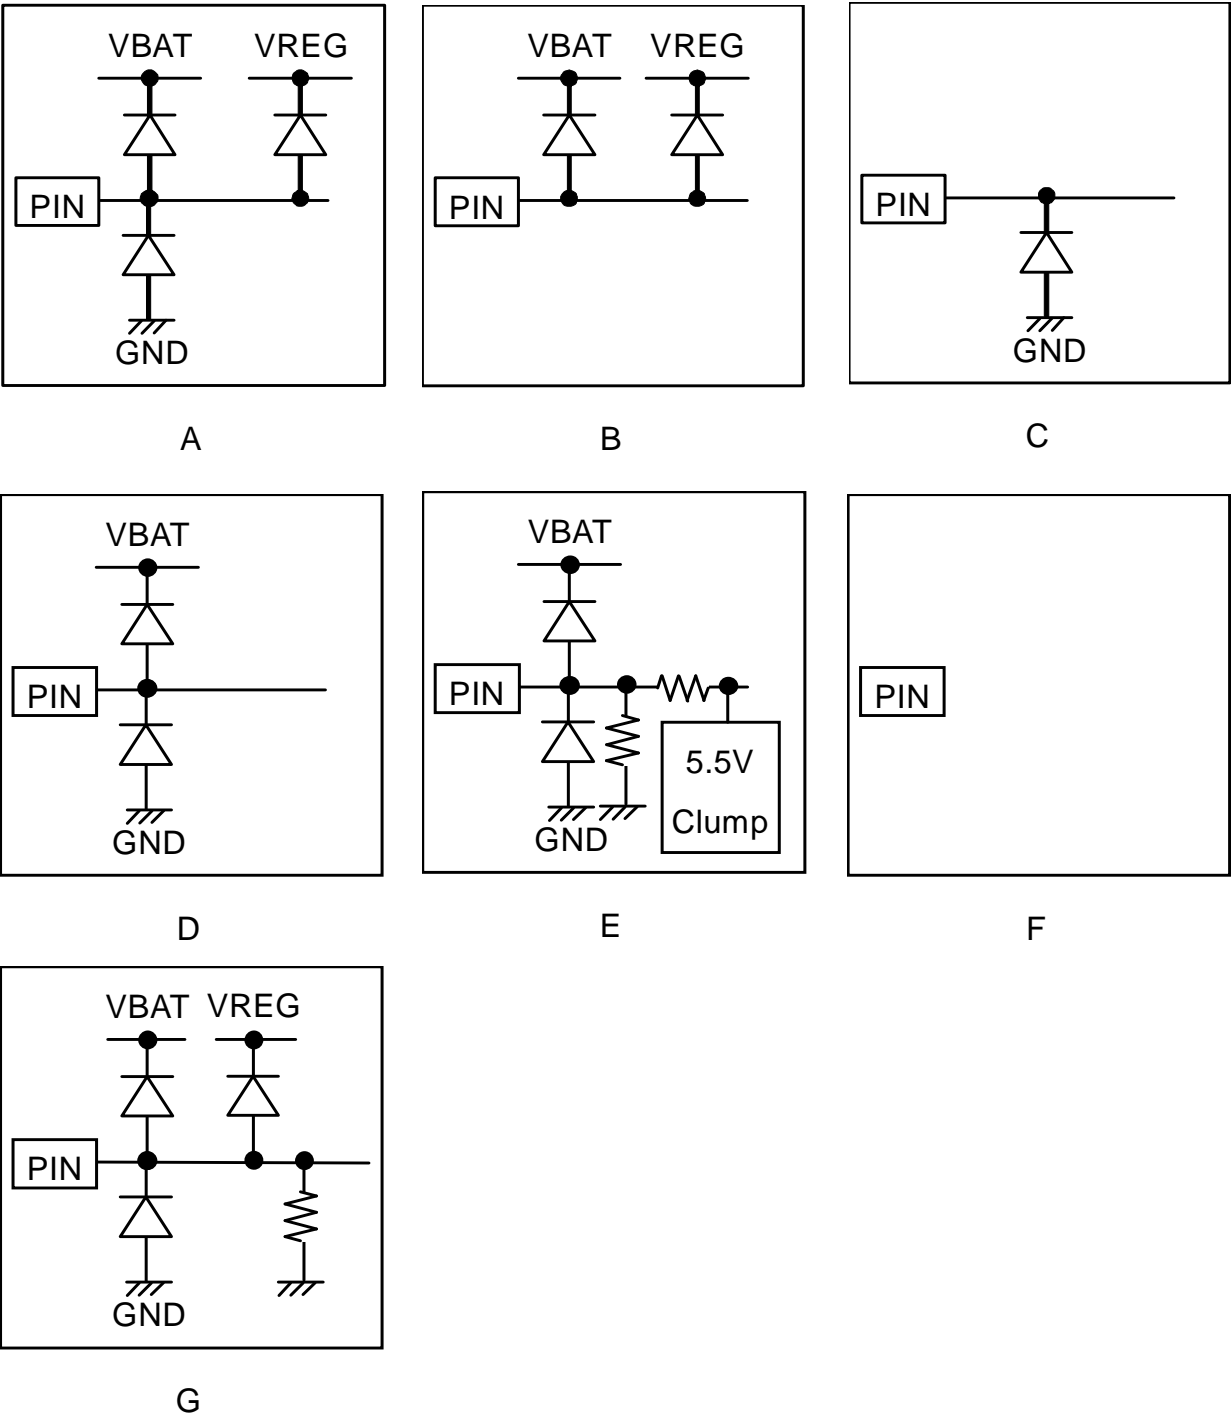 VBAT VREG
PIN
GND
A
VBAT VREG
PIN
B
PIN
GND
C
VBAT
PIN
GND
D
VBAT
PIN
GND
5.5V
Clump
E
PIN
F
VBAT VREG
PIN
GND
G